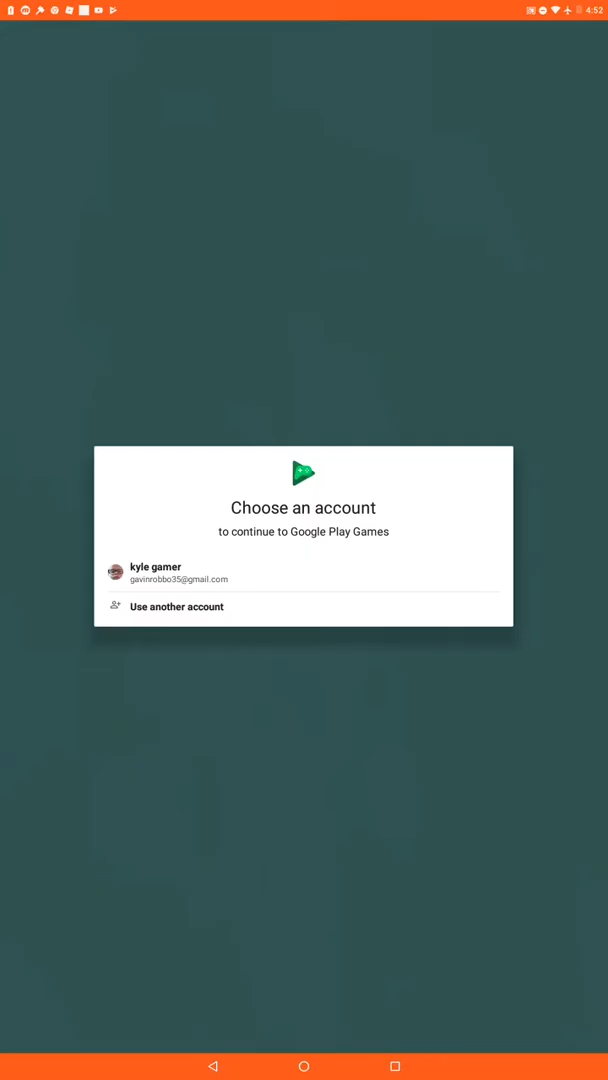 4:52
Choose an account
to continue to Google Play Games
kyle gamer
gavinrobbo35@gmail.com
Use another account